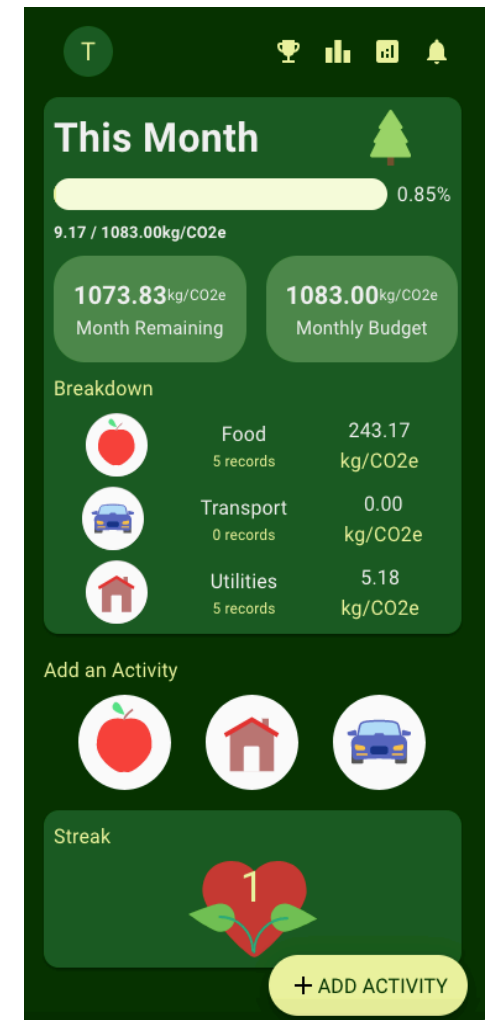 T
This Month
0.85%
9.17 / 1083.00kg/CO2e
1073.83kg/CO2e
Month Remaining
1083.00kg/CO2e
Monthly Budget
Breakdown
Food
5 records
243.17
kg/CO2e
Transport
0 records
0.00
kg/CO2e
Utilities
5 records
5.18
kg/CO2e
Add an Activity
Streak
1
+ ADD ACTIVITY